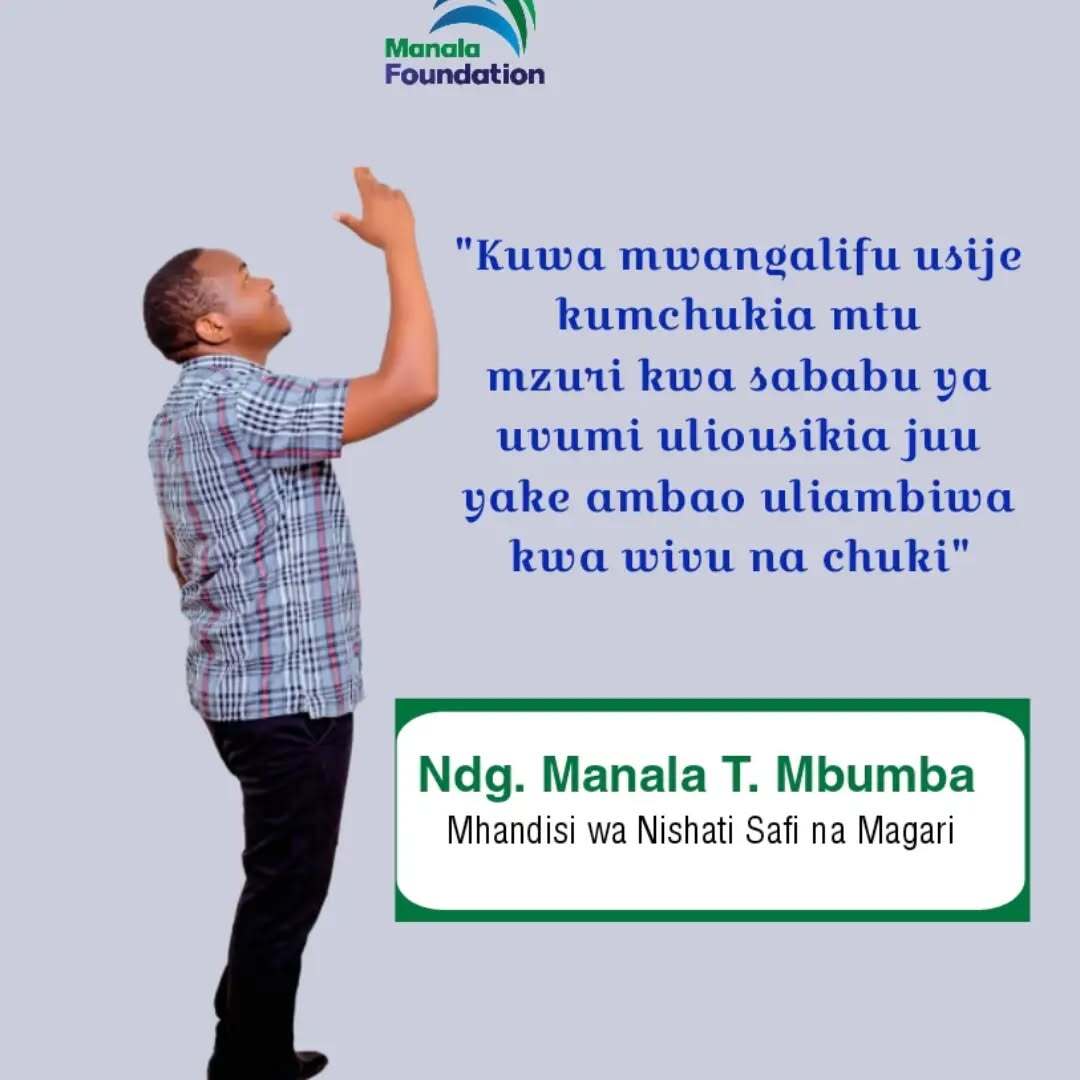 Manala
Foundation
"Kuwa mwangalifu usije
kumchukia mtu
mzuri kwa sababu ya
uvumi uliousikia juu
yake ambao uliambiwa
kwa wivu na chuki"
Ndg. Manala T. Mbumba
Mhandisi wa Nishati Safi na Magari